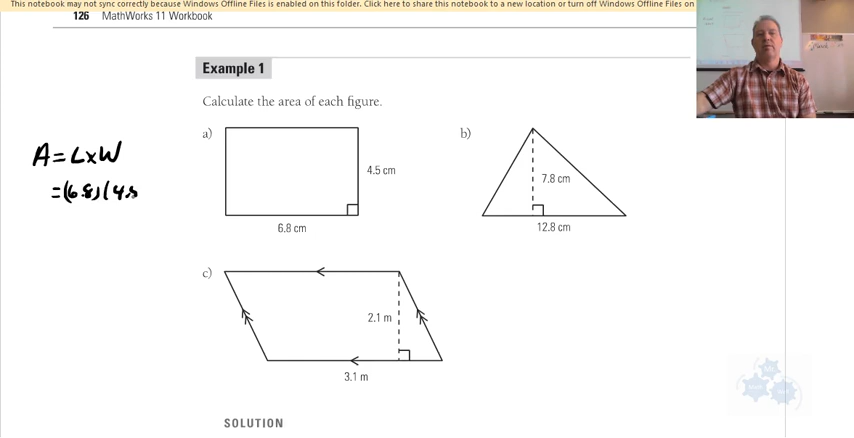 This notebook may not sync correctly because Windows Offline Files is enabled on this folder. Click here to share this notebook to a new location or turn off Windows Offline Files on
126 MathWorks 11 Workbook
Example 1
Calculate the area of each figure.
a)
4.5 cm
6.8 cm
b)
7.8 cm
12.8 cm
A = L x W
= (6.8)(4.5
c)
2.1 m
3.1 m
SOLUTION